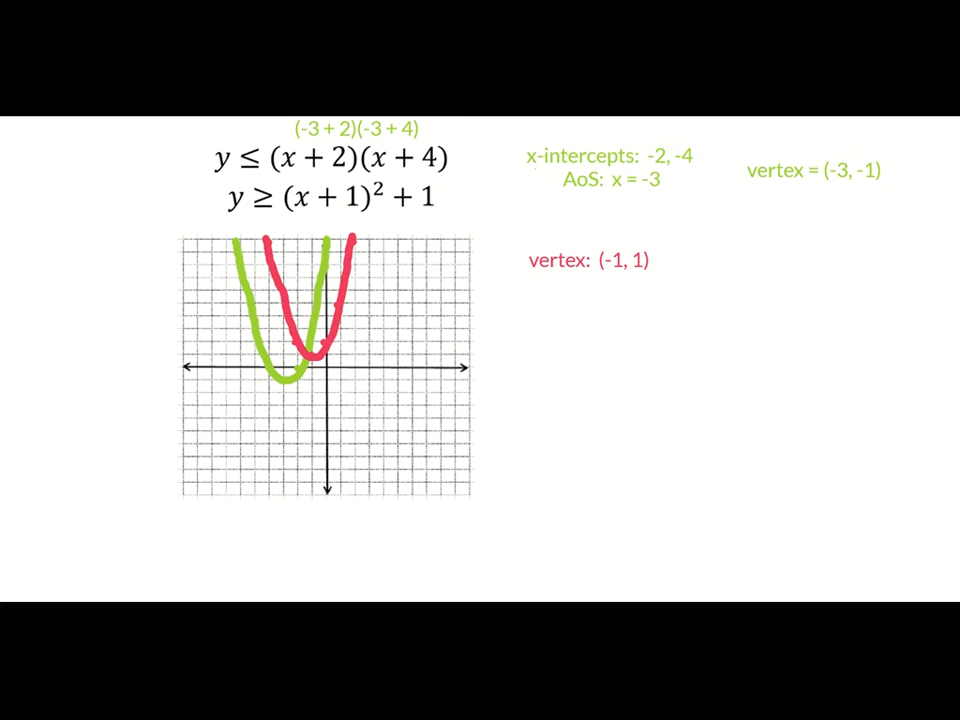 (-3 + 2)(-3 + 4)
y ≤ (x + 2)(x + 4)
y ≥ (x + 1)² + 1
x-intercepts: -2, -4
AoS: x = -3
vertex = (-3, -1)
vertex: (-1, 1)